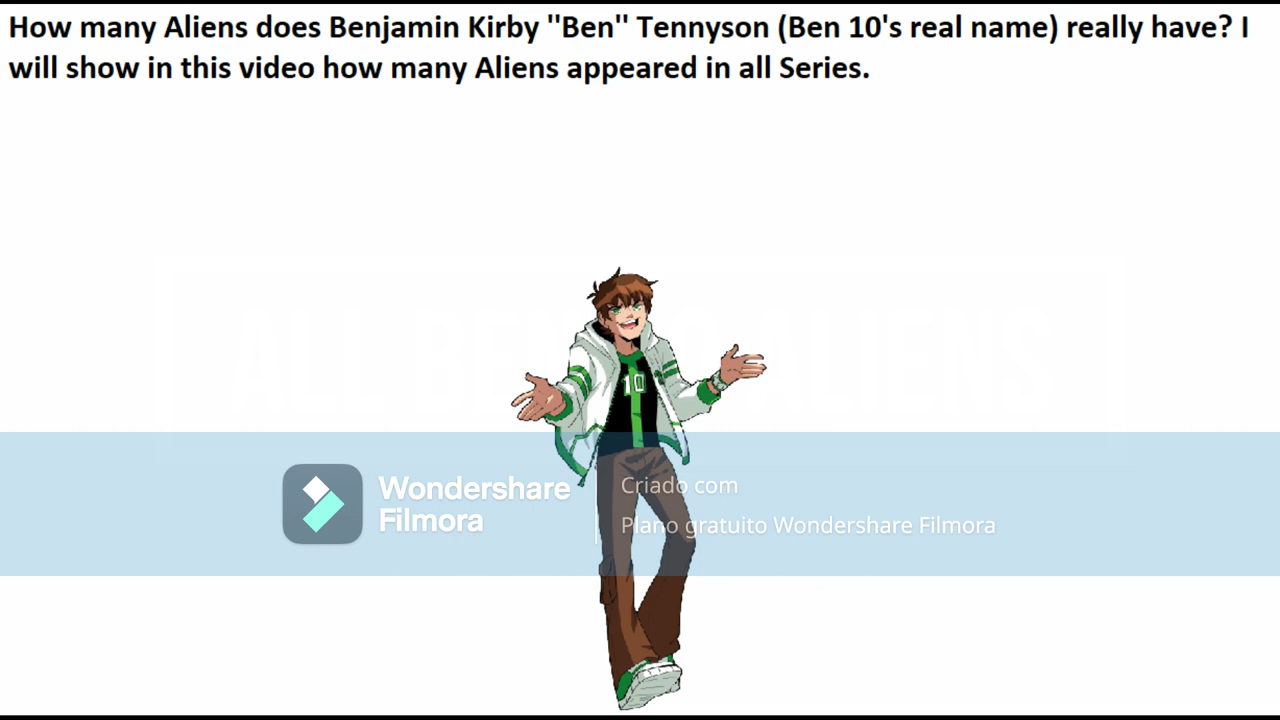 How many Aliens does Benjamin Kirby ''Ben'' Tennyson (Ben 10's real name) really have? I
will show in this video how many Aliens appeared in all Series.
10
Wondershare
Filmora
Criado com
Plano gratuito Wondershare Filmora